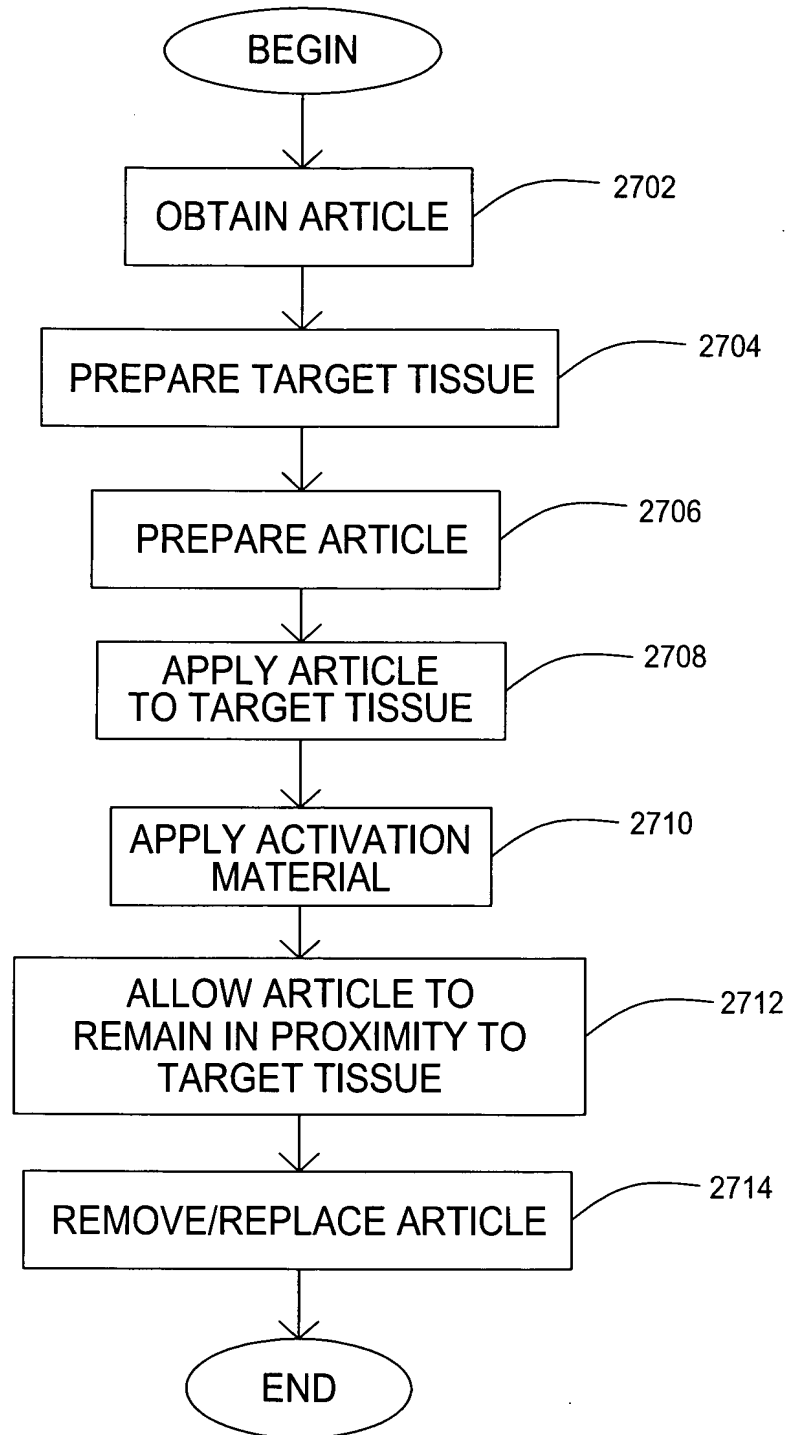 BEGIN
OBTAIN ARTICLE
2702
PREPARE TARGET TISSUE
2704
PREPARE ARTICLE
2706
APPLY ARTICLE
TO TARGET TISSUE
2708
APPLY ACTIVATION
MATERIAL
2710
ALLOW ARTICLE TO
REMAIN IN PROXIMITY TO
TARGET TISSUE
2712
REMOVE/REPLACE ARTICLE
2714
END